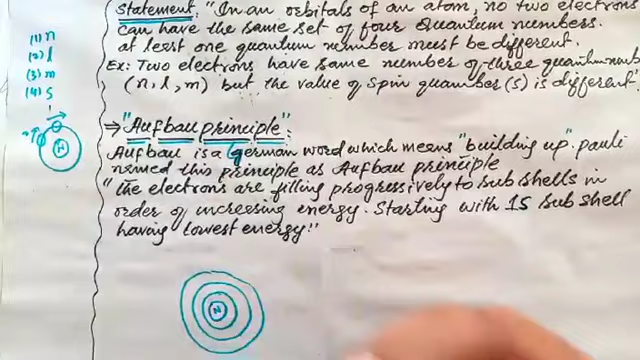 Statement: "In an orbitals of an atom, no two electrons
can have the same set of four Quantum numbers.
at least one quantum number must be different.
Ex: Two electrons have same number of three quantum numb
(n, l, m) but the value of spin quamber (s) is different"
(1) n
(2) l
(3) m
(4) s
N
⇒ "Aufbau principle":
Aufbau is a German word which means "building up". pauli
named this principle as Aufbau principle
"The electrons are filling progressively to sub shells in
order of increasing energy. Starting with 1S sub shell
having lowest energy"
N